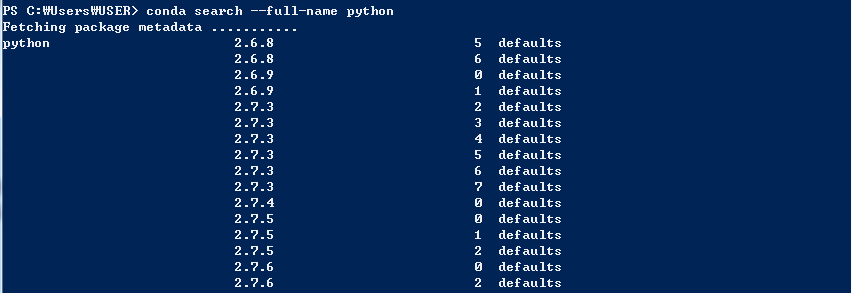 PS C:₩Users₩USER> conda search --full-name python
Fetching package metadata ...........
python 2.6.8 5 defaults
2.6.8 6 defaults
2.6.9 0 defaults
2.6.9 1 defaults
2.7.3 2 defaults
2.7.3 3 defaults
2.7.3 4 defaults
2.7.3 5 defaults
2.7.3 6 defaults
2.7.3 7 defaults
2.7.4 0 defaults
2.7.5 0 defaults
2.7.5 1 defaults
2.7.5 2 defaults
2.7.6 0 defaults
2.7.6 2 defaults